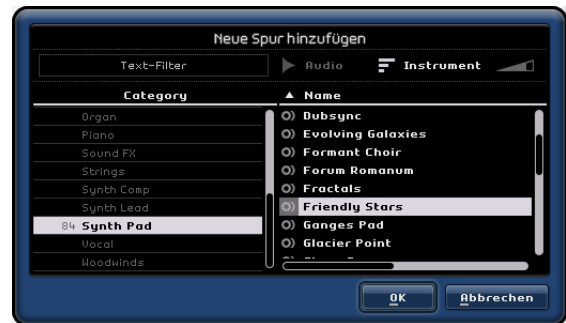 Neue Spur hinzufügen
Text-Filter Audio Instrument
Category Name
Organ Dubsync
Piano Evolving Galaxies
Sound FX Formant Choir
Strings Forum Romanum
Synth Comp Fractals
Synth Lead Friendly Stars
84 Synth Pad Ganges Pad
Vocal Glacier Point
Woodwinds
OK Abbrechen